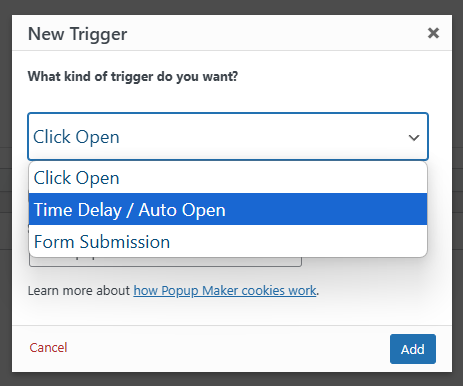 New Trigger
What kind of trigger do you want?
Click Open
Click Open
Time Delay / Auto Open
Form Submission
Learn more about how Popup Maker cookies work.
Cancel
Add